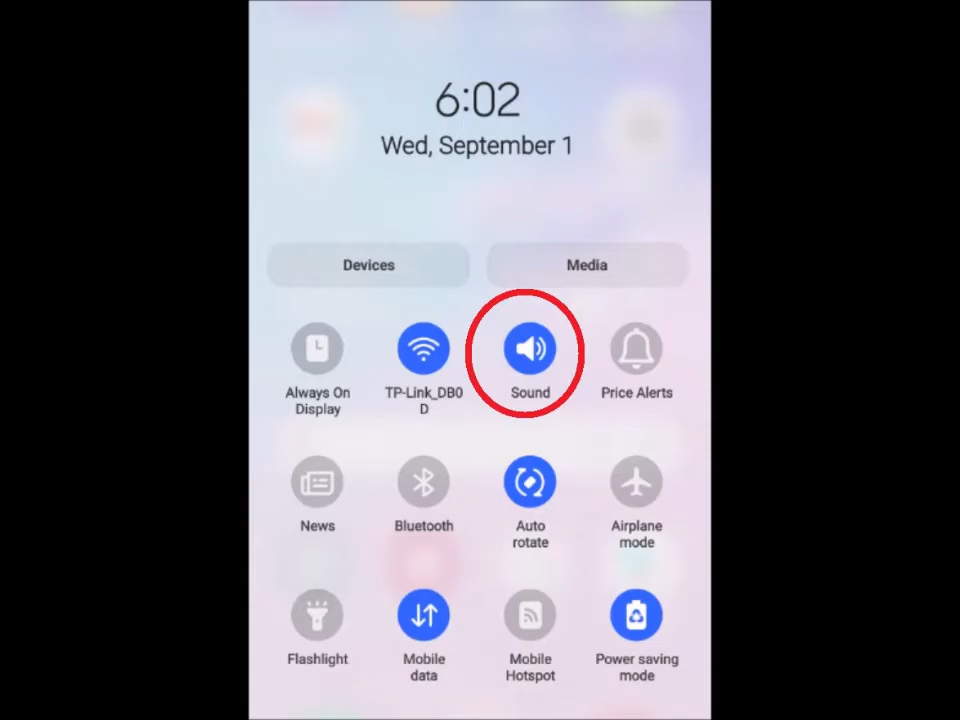 6:02
Wed, September 1
Devices
Media
Always On
Display
TP-Link_DB0
D
Sound
Price Alerts
News
Bluetooth
Auto
rotate
Airplane
mode
Flashlight
Mobile
data
Mobile
Hotspot
Power saving
mode